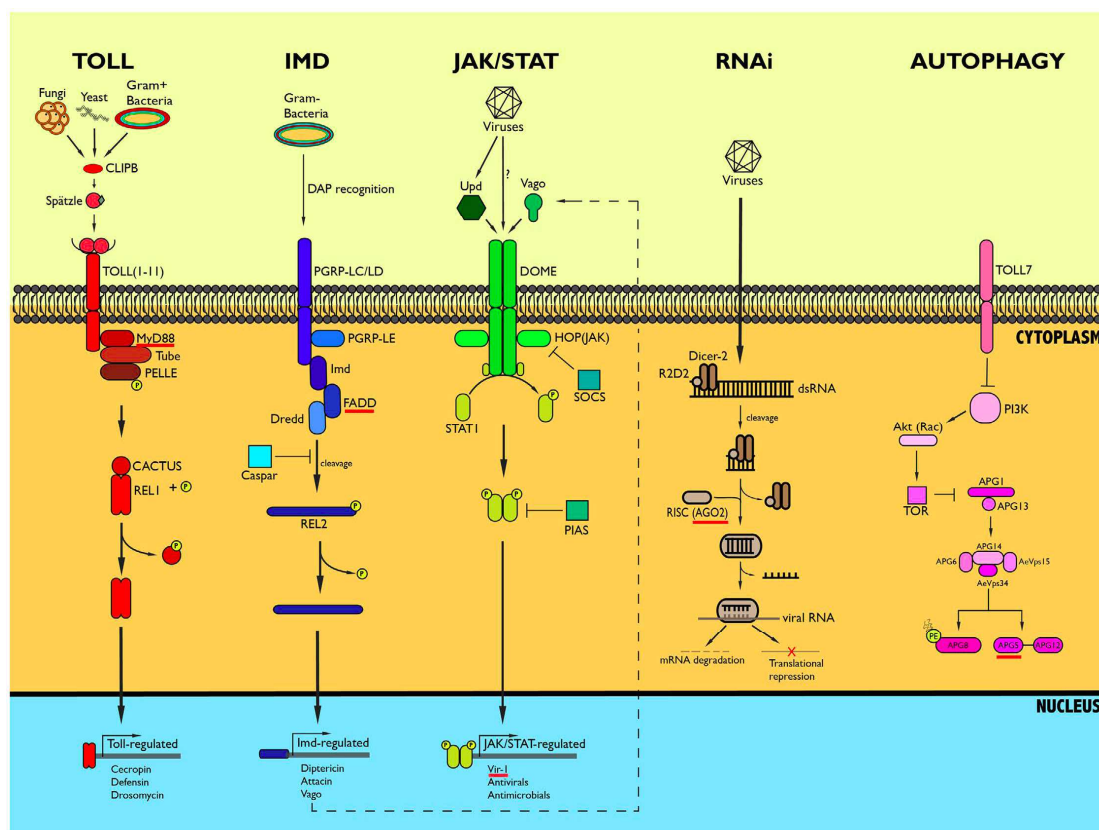 TOLL
IMD
JAK/STAT
RNAi
AUTOPHAGY
Fungi
Yeast
Gram+
Bacteria
CLIPB
Spätzle
TOLL(1-11)
MyD88
Tube
PELLE
P
CACTUS
REL1 + P
P
Toll-regulated
Cecropin
Defensin
Drosomycin
Gram-
Bacteria
DAP recognition
PGRP-LC/LD
PGRP-LE
Imd
FADD
Dredd
Caspar
cleavage
P
REL2
P
Imd-regulated
Diptericin
Attacin
Vago
Viruses
?
Upd
Vago
DOME
HOP(JAK)
SOCS
STAT1
P
P P
PIAS
P P
JAK/STAT-regulated
Vir-1
Antivirals
Antimicrobials
Viruses
Dicer-2
R2D2
dsRNA
cleavage
RISC (AGO2)
viral RNA
mRNA degradation
Translational
repression
TOLL7
CYTOPLASM
PI3K
Akt (Rac)
TOR
APG1
APG13
APG14
APG6
AeVps15
AeVps34
PE
APG8
APG5
APG12
NUCLEUS